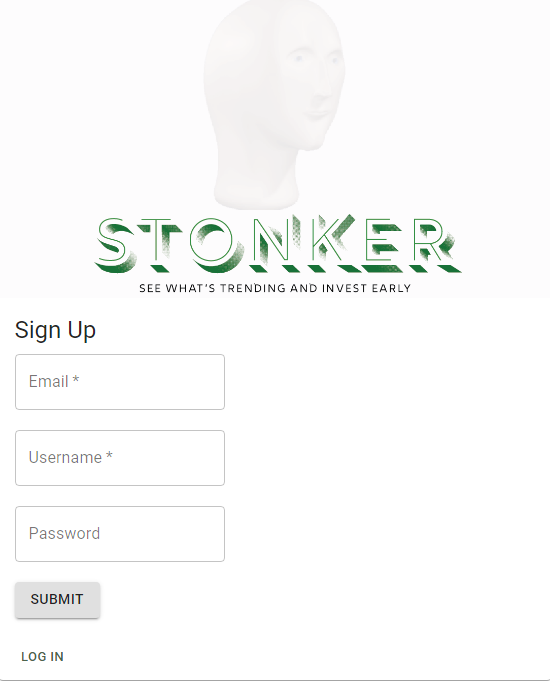 STONKER
SEE WHAT'S TRENDING AND INVEST EARLY
Sign Up
Email *
Username *
Password
SUBMIT
LOG IN